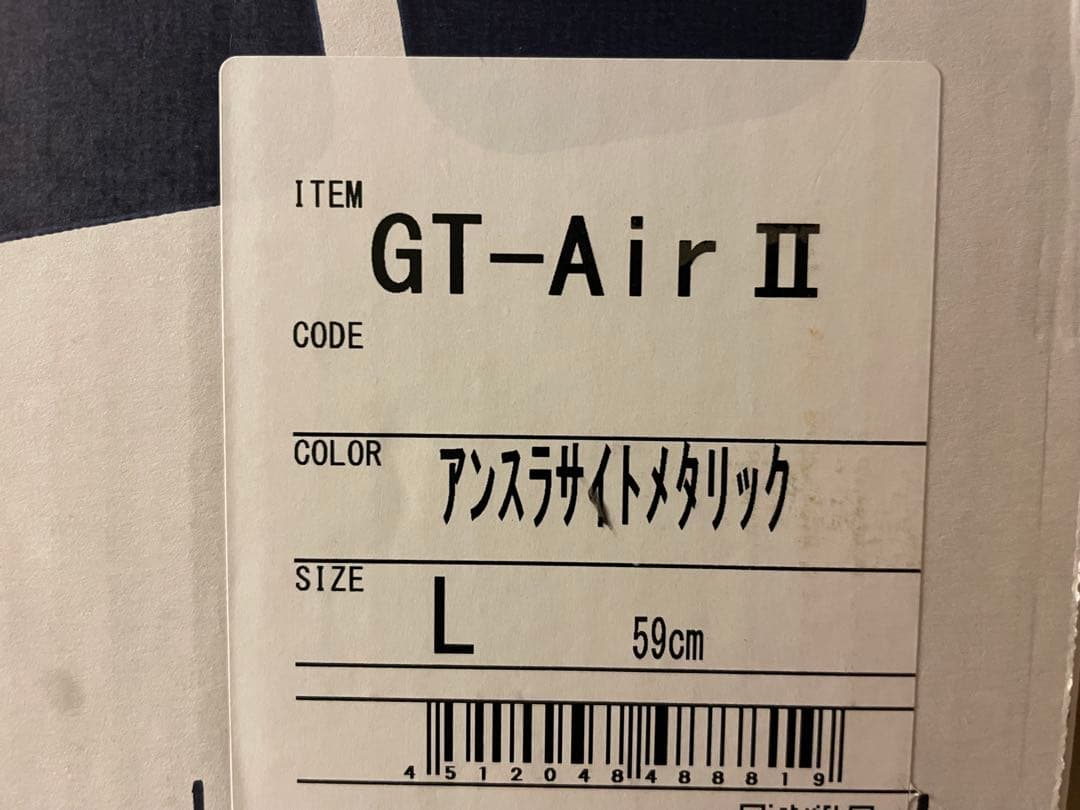 ITEM
GT-Air Ⅱ
CODE
COLOR
アンスラサイトメタリック
SIZE
L 59cm
4512048488819